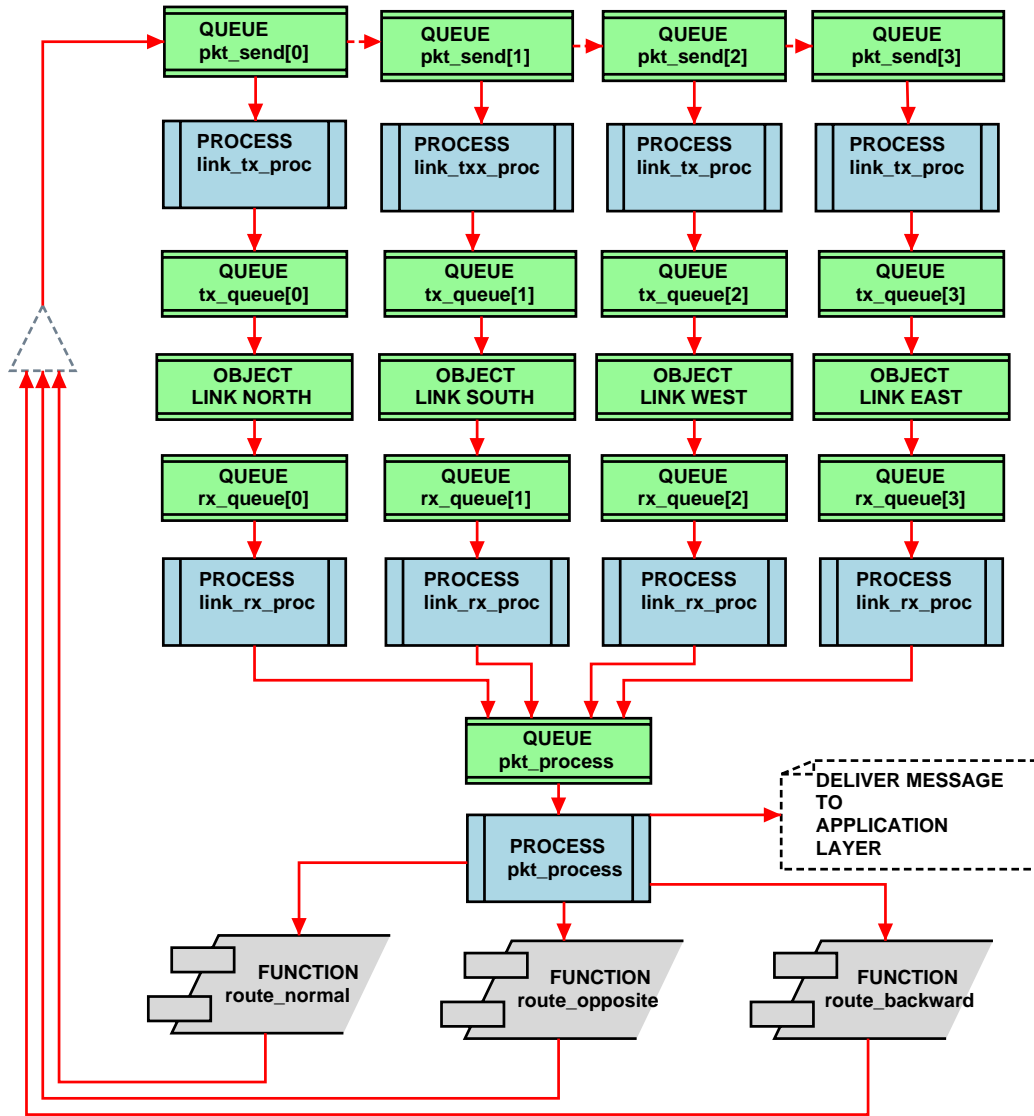 QUEUE
pkt_send[0]
QUEUE
pkt_send[1]
QUEUE
pkt_send[2]
QUEUE
pkt_send[3]
PROCESS
link_tx_proc
PROCESS
link_txx_proc
PROCESS
link_tx_proc
PROCESS
link_tx_proc
QUEUE
tx_queue[0]
QUEUE
tx_queue[1]
QUEUE
tx_queue[2]
QUEUE
tx_queue[3]
OBJECT
LINK NORTH
OBJECT
LINK SOUTH
OBJECT
LINK WEST
OBJECT
LINK EAST
QUEUE
rx_queue[0]
QUEUE
rx_queue[1]
QUEUE
rx_queue[2]
QUEUE
rx_queue[3]
PROCESS
link_rx_proc
PROCESS
link_rx_proc
PROCESS
link_rx_proc
PROCESS
link_rx_proc
QUEUE
pkt_process
DELIVER MESSAGE
TO
APPLICATION
LAYER
PROCESS
pkt_process
FUNCTION
route_normal
FUNCTION
route_opposite
FUNCTION
route_backward